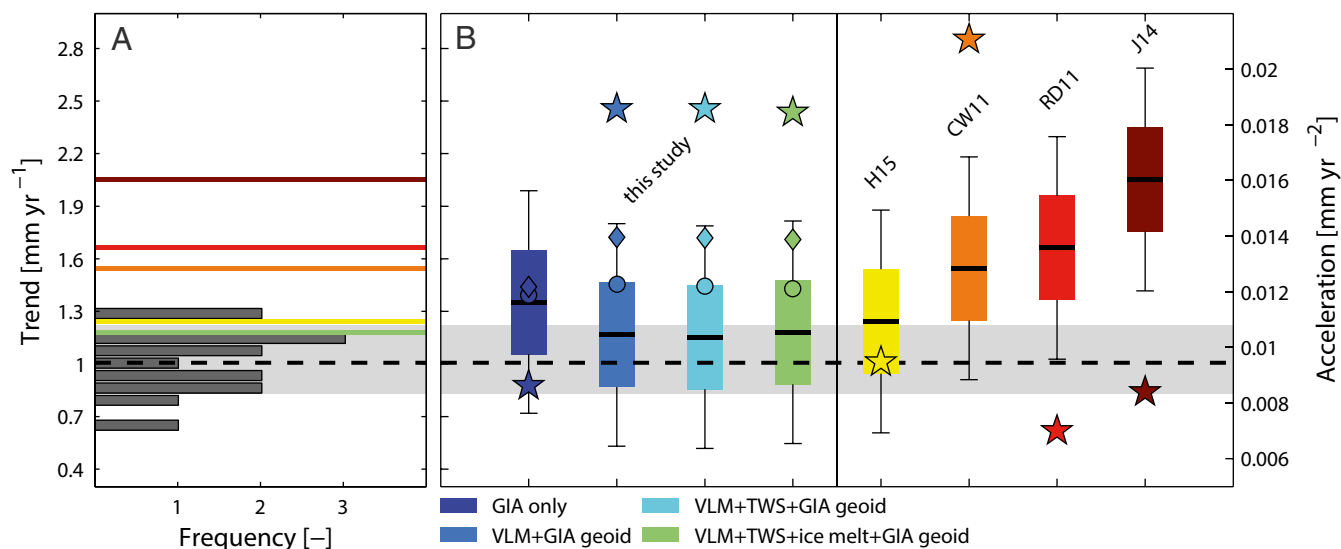 A
B
Trend [mm yr −1]
2.8
2.5
2.2
1.9
1.6
1.3
1
0.7
0.4
1 2 3
Frequency [−]
this study
H15
CW11
RD11
J14
0.02
0.018
0.016
0.014
0.012
0.01
0.008
0.006
Acceleration [mm yr −2]
GIA only
VLM+GIA geoid
VLM+TWS+GIA geoid
VLM+TWS+ice melt+GIA geoid